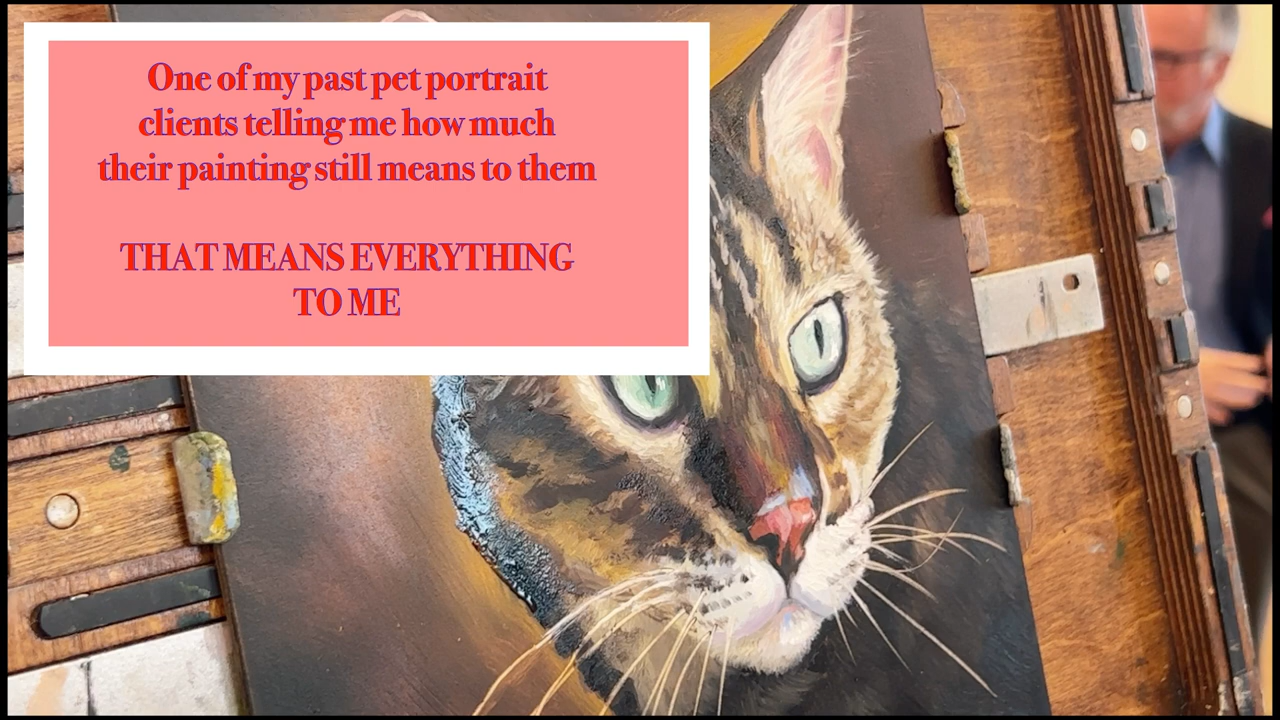 One of my past pet portrait
clients telling me how much
their painting still means to them
THAT MEANS EVERYTHING
TO ME